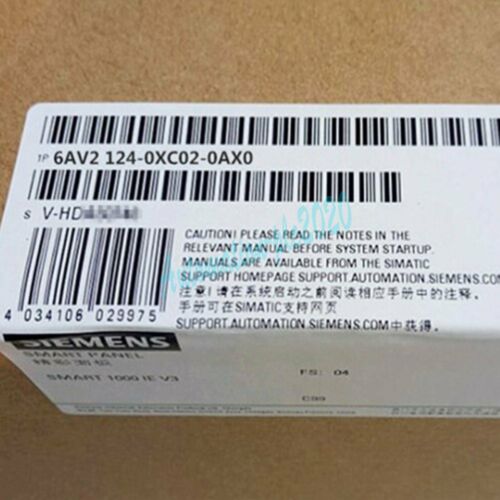 1P 6AV2 124-0XC02-0AX0
S V-HD
CAUTION! PLEASE READ THE NOTES IN THE
RELEVANT MANUAL BEFORE SYSTEM STARTUP.
MANUALS ARE AVAILABLE FROM THE SIMATIC
SUPPORT HOMEPAGE SUPPORT.AUTOMATION.SIEMENS.COM
注意!请在系统启动之前阅读相应手册中的注释。
手册可在SIMATIC支持网页
SUPPORT.AUTOMATION.SIEMENS.COM中获得。
4 034106 029975
SIEMENS
SMART PANEL
精彩面板
SMART 1000 IE V3
FS: 04